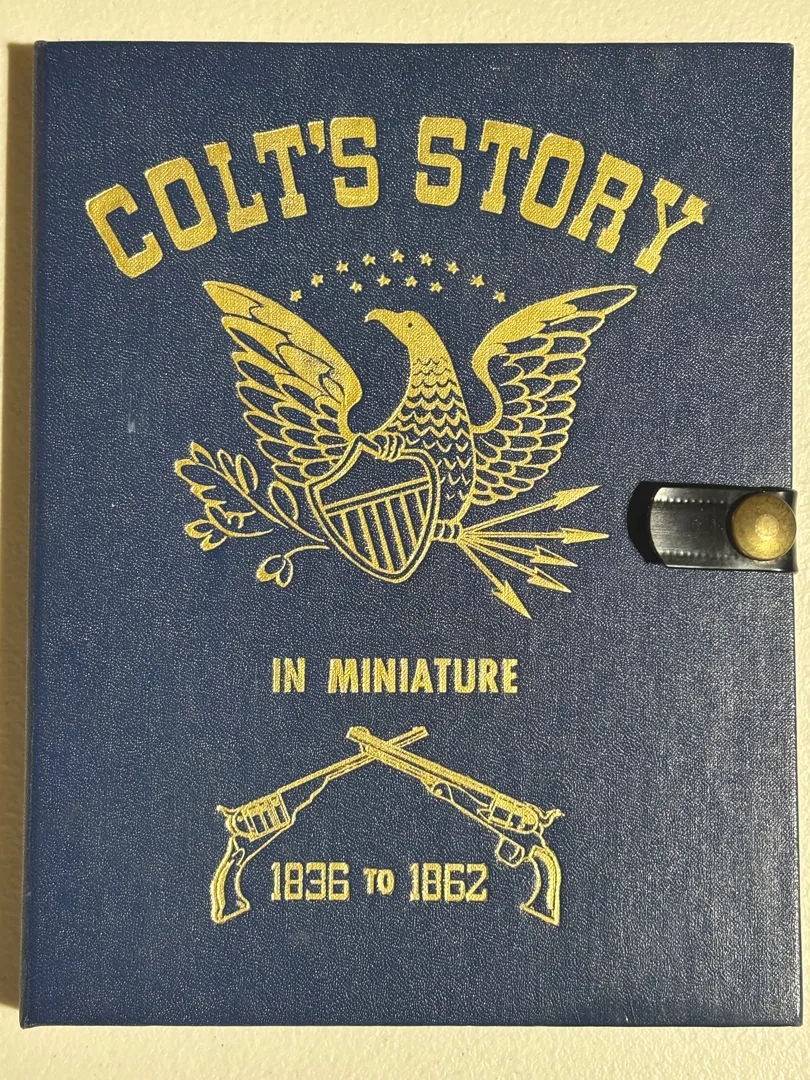 COLT'S STORY
IN MINIATURE
1836 TO 1862